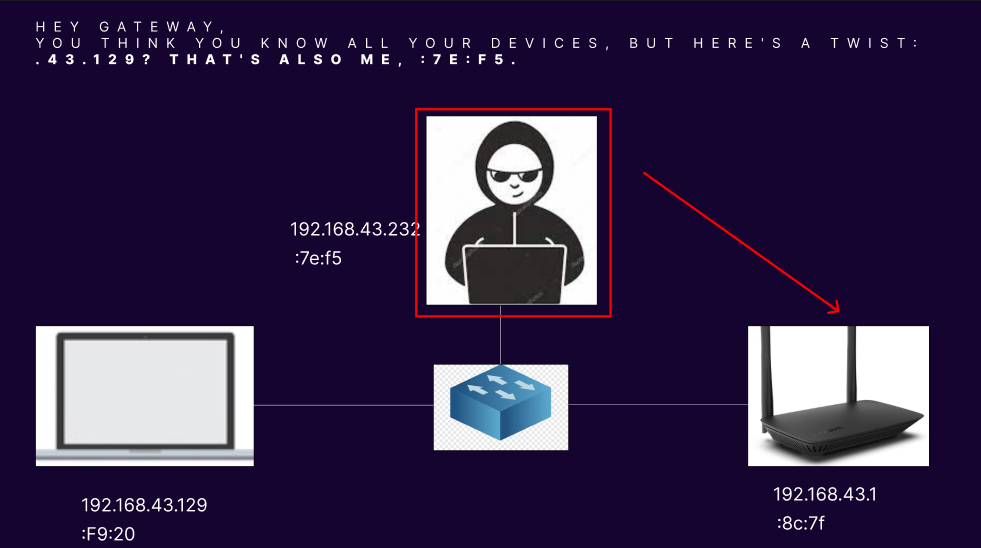 HEY GATEWAY,
YOU THINK YOU KNOW ALL YOUR DEVICES, BUT HERE'S A TWIST:
.43.129? THAT'S ALSO ME, :7E:F5.
192.168.43.232
:7e:f5
192.168.43.129
:F9:20
192.168.43.1
:8c:7f